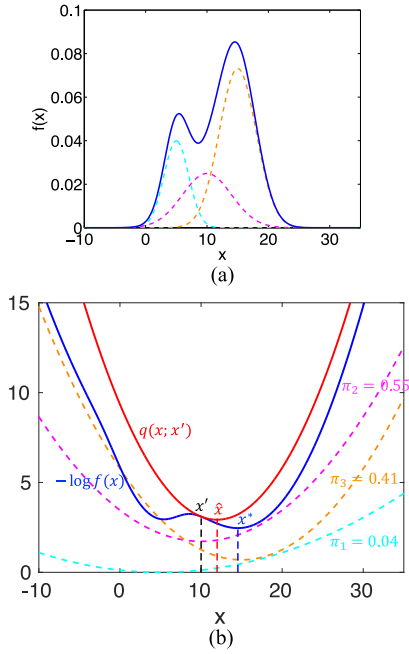 0.1
0.08
0.06
0.04
0.02
0
f(x)
-10 0 10 20 30
x
(a)
15
10
5
0
q(x; x′)
− log f(x)
x′ x̂ x*
π₂ = 0.55
π₃ = 0.41
π₁ = 0.04
-10 0 10 20 30
x
(b)